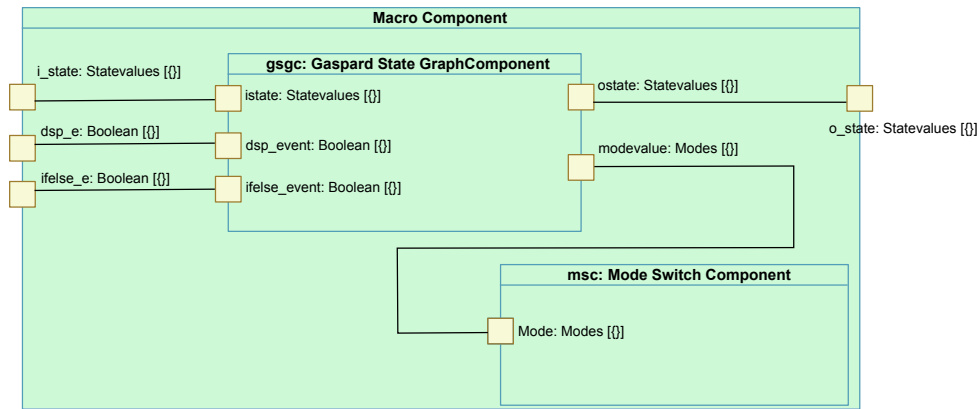 Macro Component
i_state: Statevalues [{}]
gsgc: Gaspard State GraphComponent
istate: Statevalues [{}]
ostate: Statevalues [{}]
dsp_e: Boolean [{}]
o_state: Statevalues [{}]
dsp_event: Boolean [{}]
modevalue: Modes [{}]
ifelse_e: Boolean [{}]
ifelse_event: Boolean [{}]
msc: Mode Switch Component
Mode: Modes [{}]